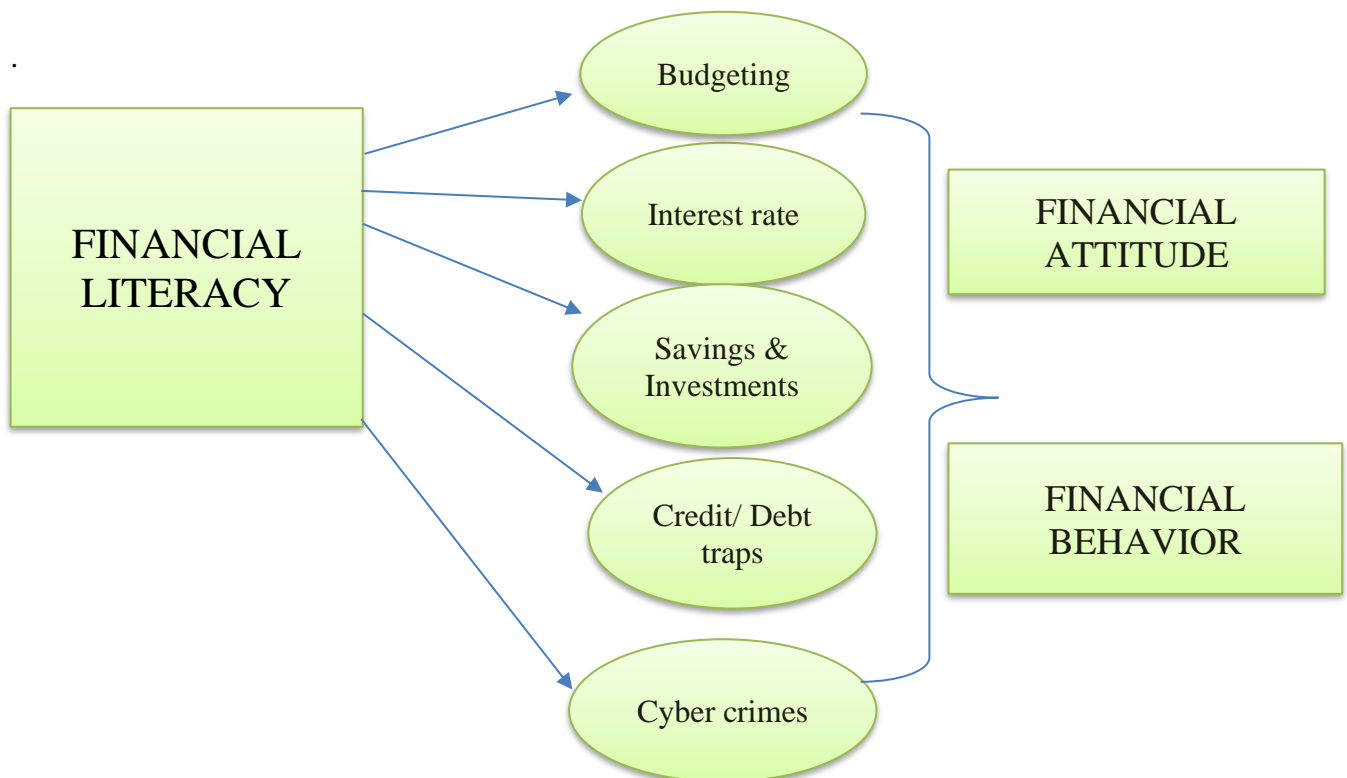 .
Budgeting
FINANCIAL
LITERACY
Interest rate
Savings &
Investments
Credit/ Debt
traps
Cyber crimes
FINANCIAL
ATTITUDE
FINANCIAL
BEHAVIOR